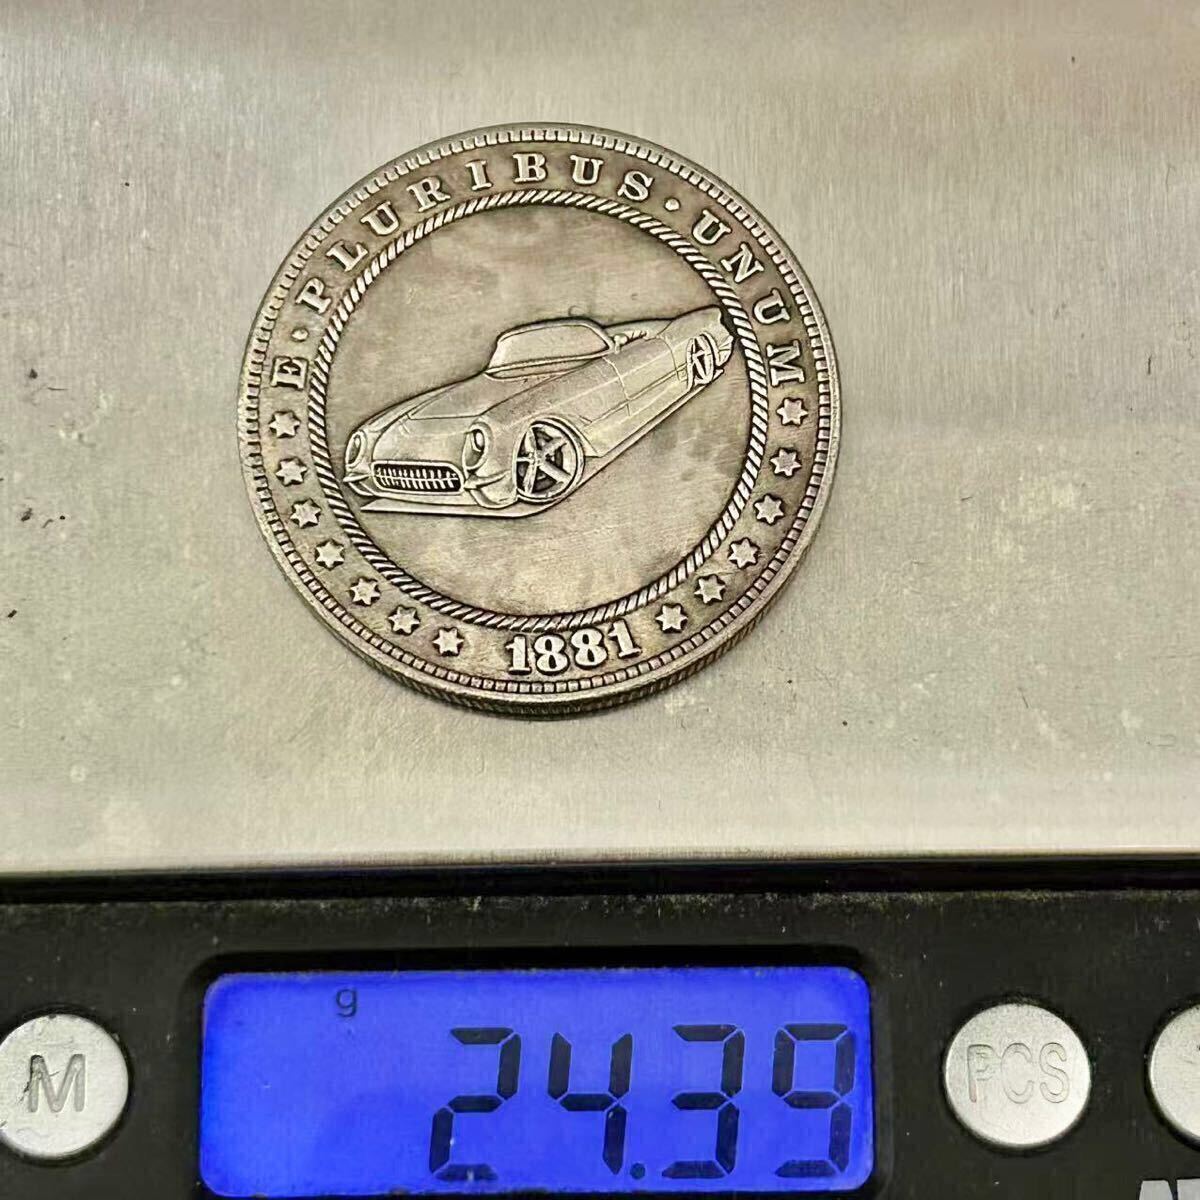 E · PLURIBUS · UNUM
1881
g
24.39
M
PCS